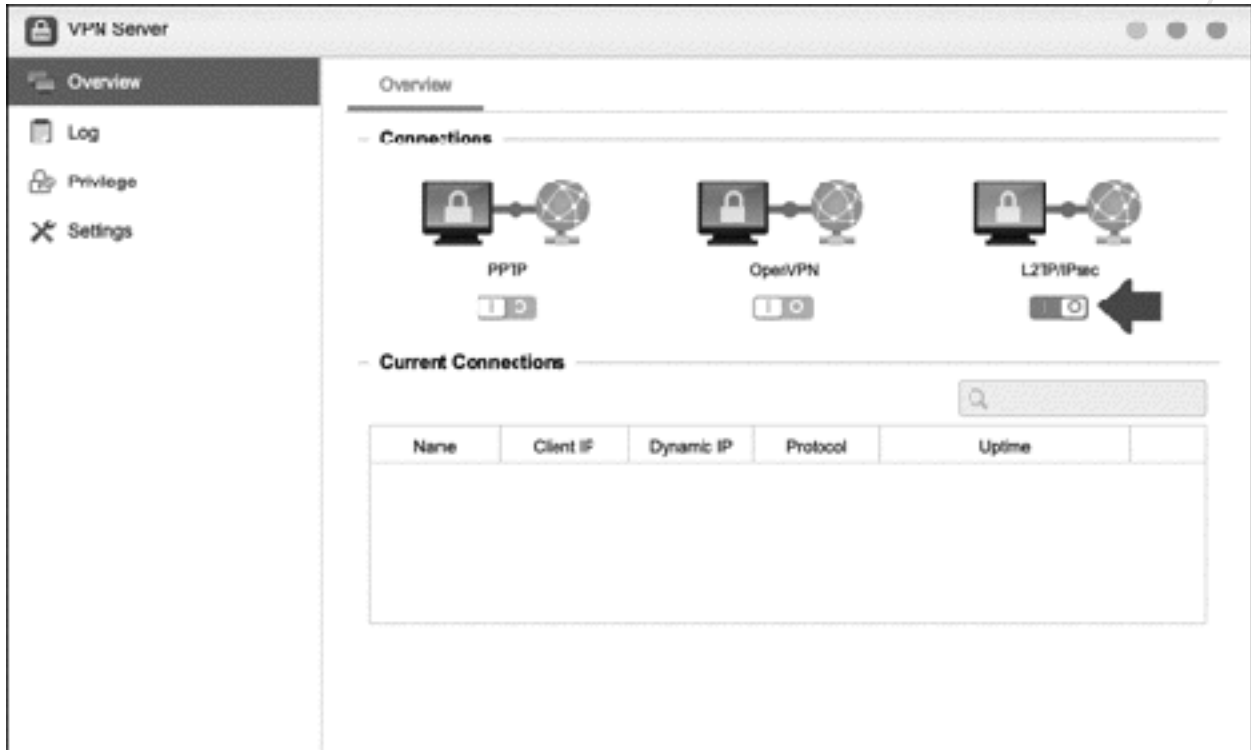 VPN Server
Overview
Log
Privilege
Settings
Overview
Connections
PPTP
OpenVPN
L2TP/IPsec
Current Connections
Name Client IP Dynamic IP Protocol Uptime